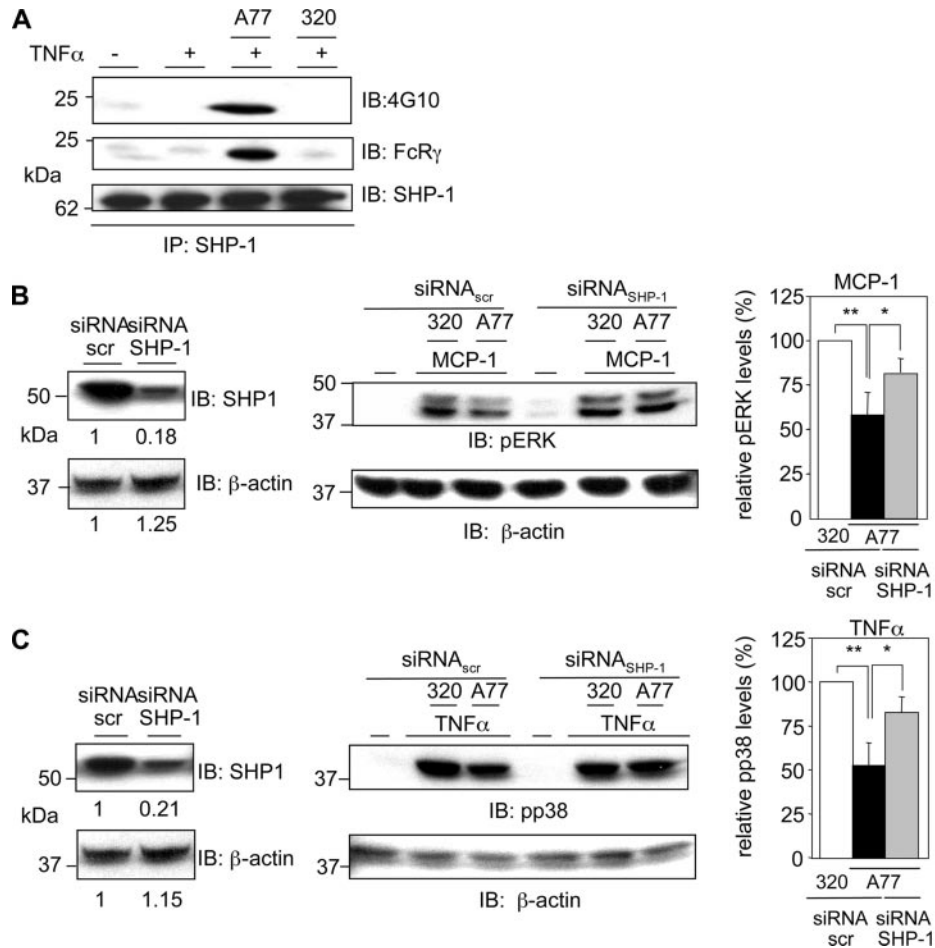 A
A77 320
TNFα - + + +
25
IB:4G10
25
IB: FcRγ
kDa
62
IB: SHP-1
IP: SHP-1
B
siRNA scr
siRNA SHP-1
50
IB: SHP1
kDa
1 0.18
37
IB: β-actin
1 1.25
siRNAscr siRNASHP-1
320 A77 320 A77
– MCP-1 – MCP-1
50
37
IB: pERK
37
IB: β-actin
MCP-1
relative pERK levels (%)
125
100
75
50
25
0
** *
320 A77
siRNA scr
siRNA SHP-1
C
siRNA scr
siRNA SHP-1
50
IB: SHP1
kDa
1 0.21
37
IB: β-actin
1 1.15
siRNAscr siRNASHP-1
320 A77 320 A77
– TNFα – TNFα
37
IB: pp38
37
IB: β-actin
TNFα
relative pp38 levels (%)
125
100
75
50
25
0
** *
320 A77
siRNA scr
siRNA SHP-1